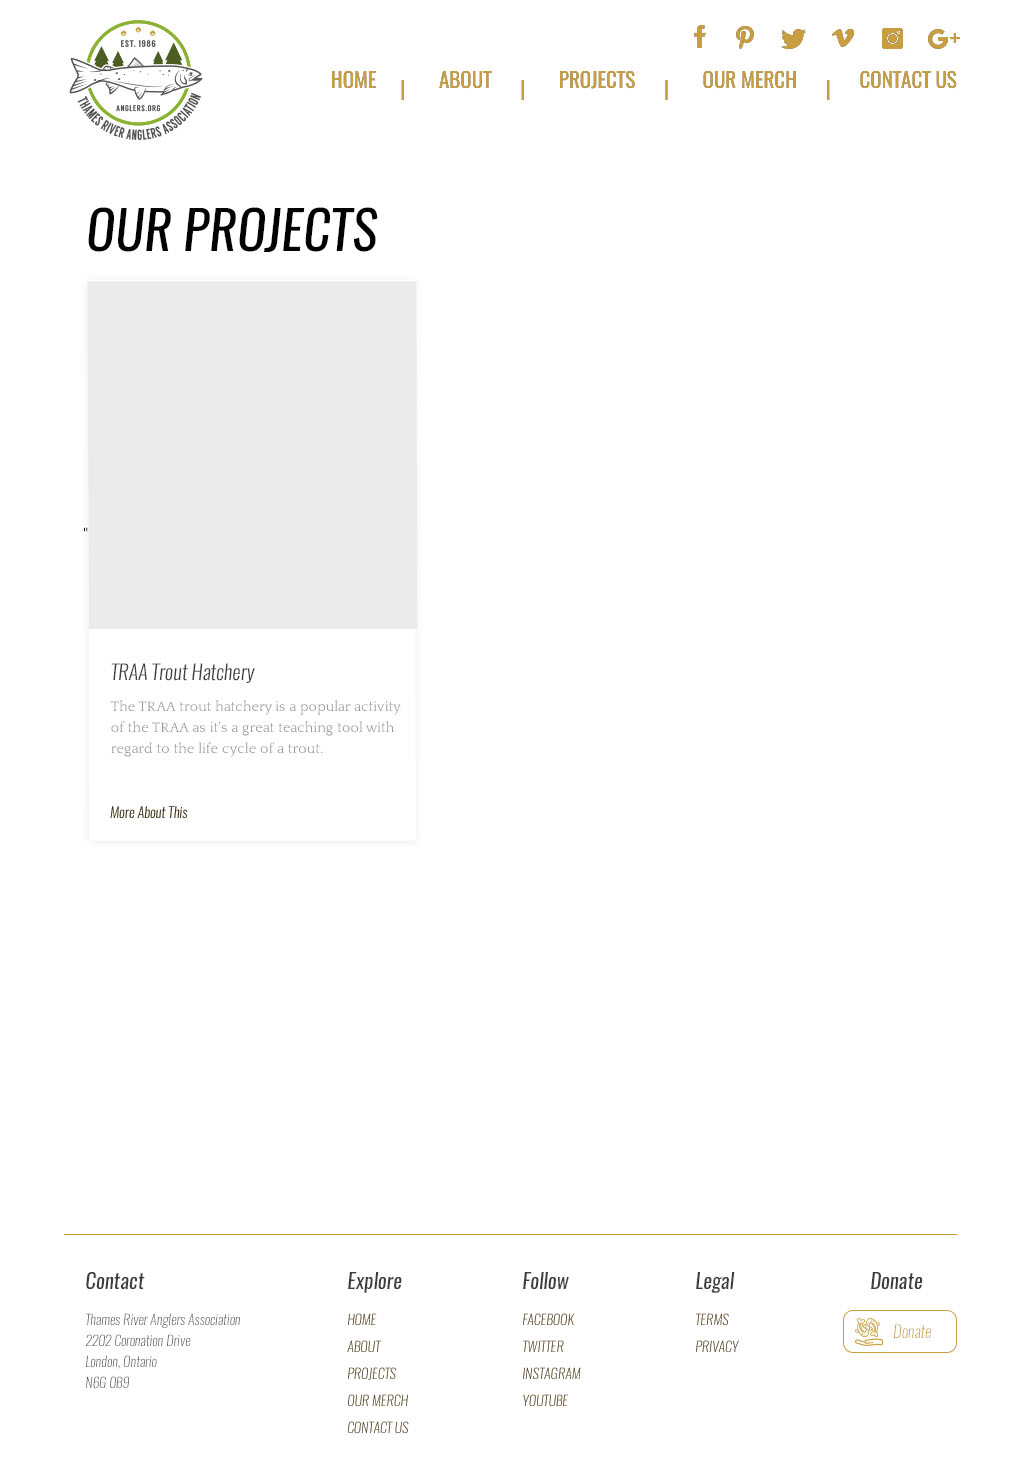 EST. 1986
ANGLERS.ORG
THAMES RIVER ANGLERS ASSOCIATION
HOME | ABOUT | PROJECTS | OUR MERCH | CONTACT US
OUR PROJECTS
"
TRAA Trout Hatchery
The TRAA trout hatchery is a popular activity
of the TRAA as it's a great teaching tool with
regard to the life cycle of a trout.
More About This
Contact
Thames River Anglers Association
2202 Coronation Drive
London, Ontario
N6G 0B9
Explore
HOME
ABOUT
PROJECTS
OUR MERCH
CONTACT US
Follow
FACEBOOK
TWITTER
INSTAGRAM
YOUTUBE
Legal
TERMS
PRIVACY
Donate
Donate